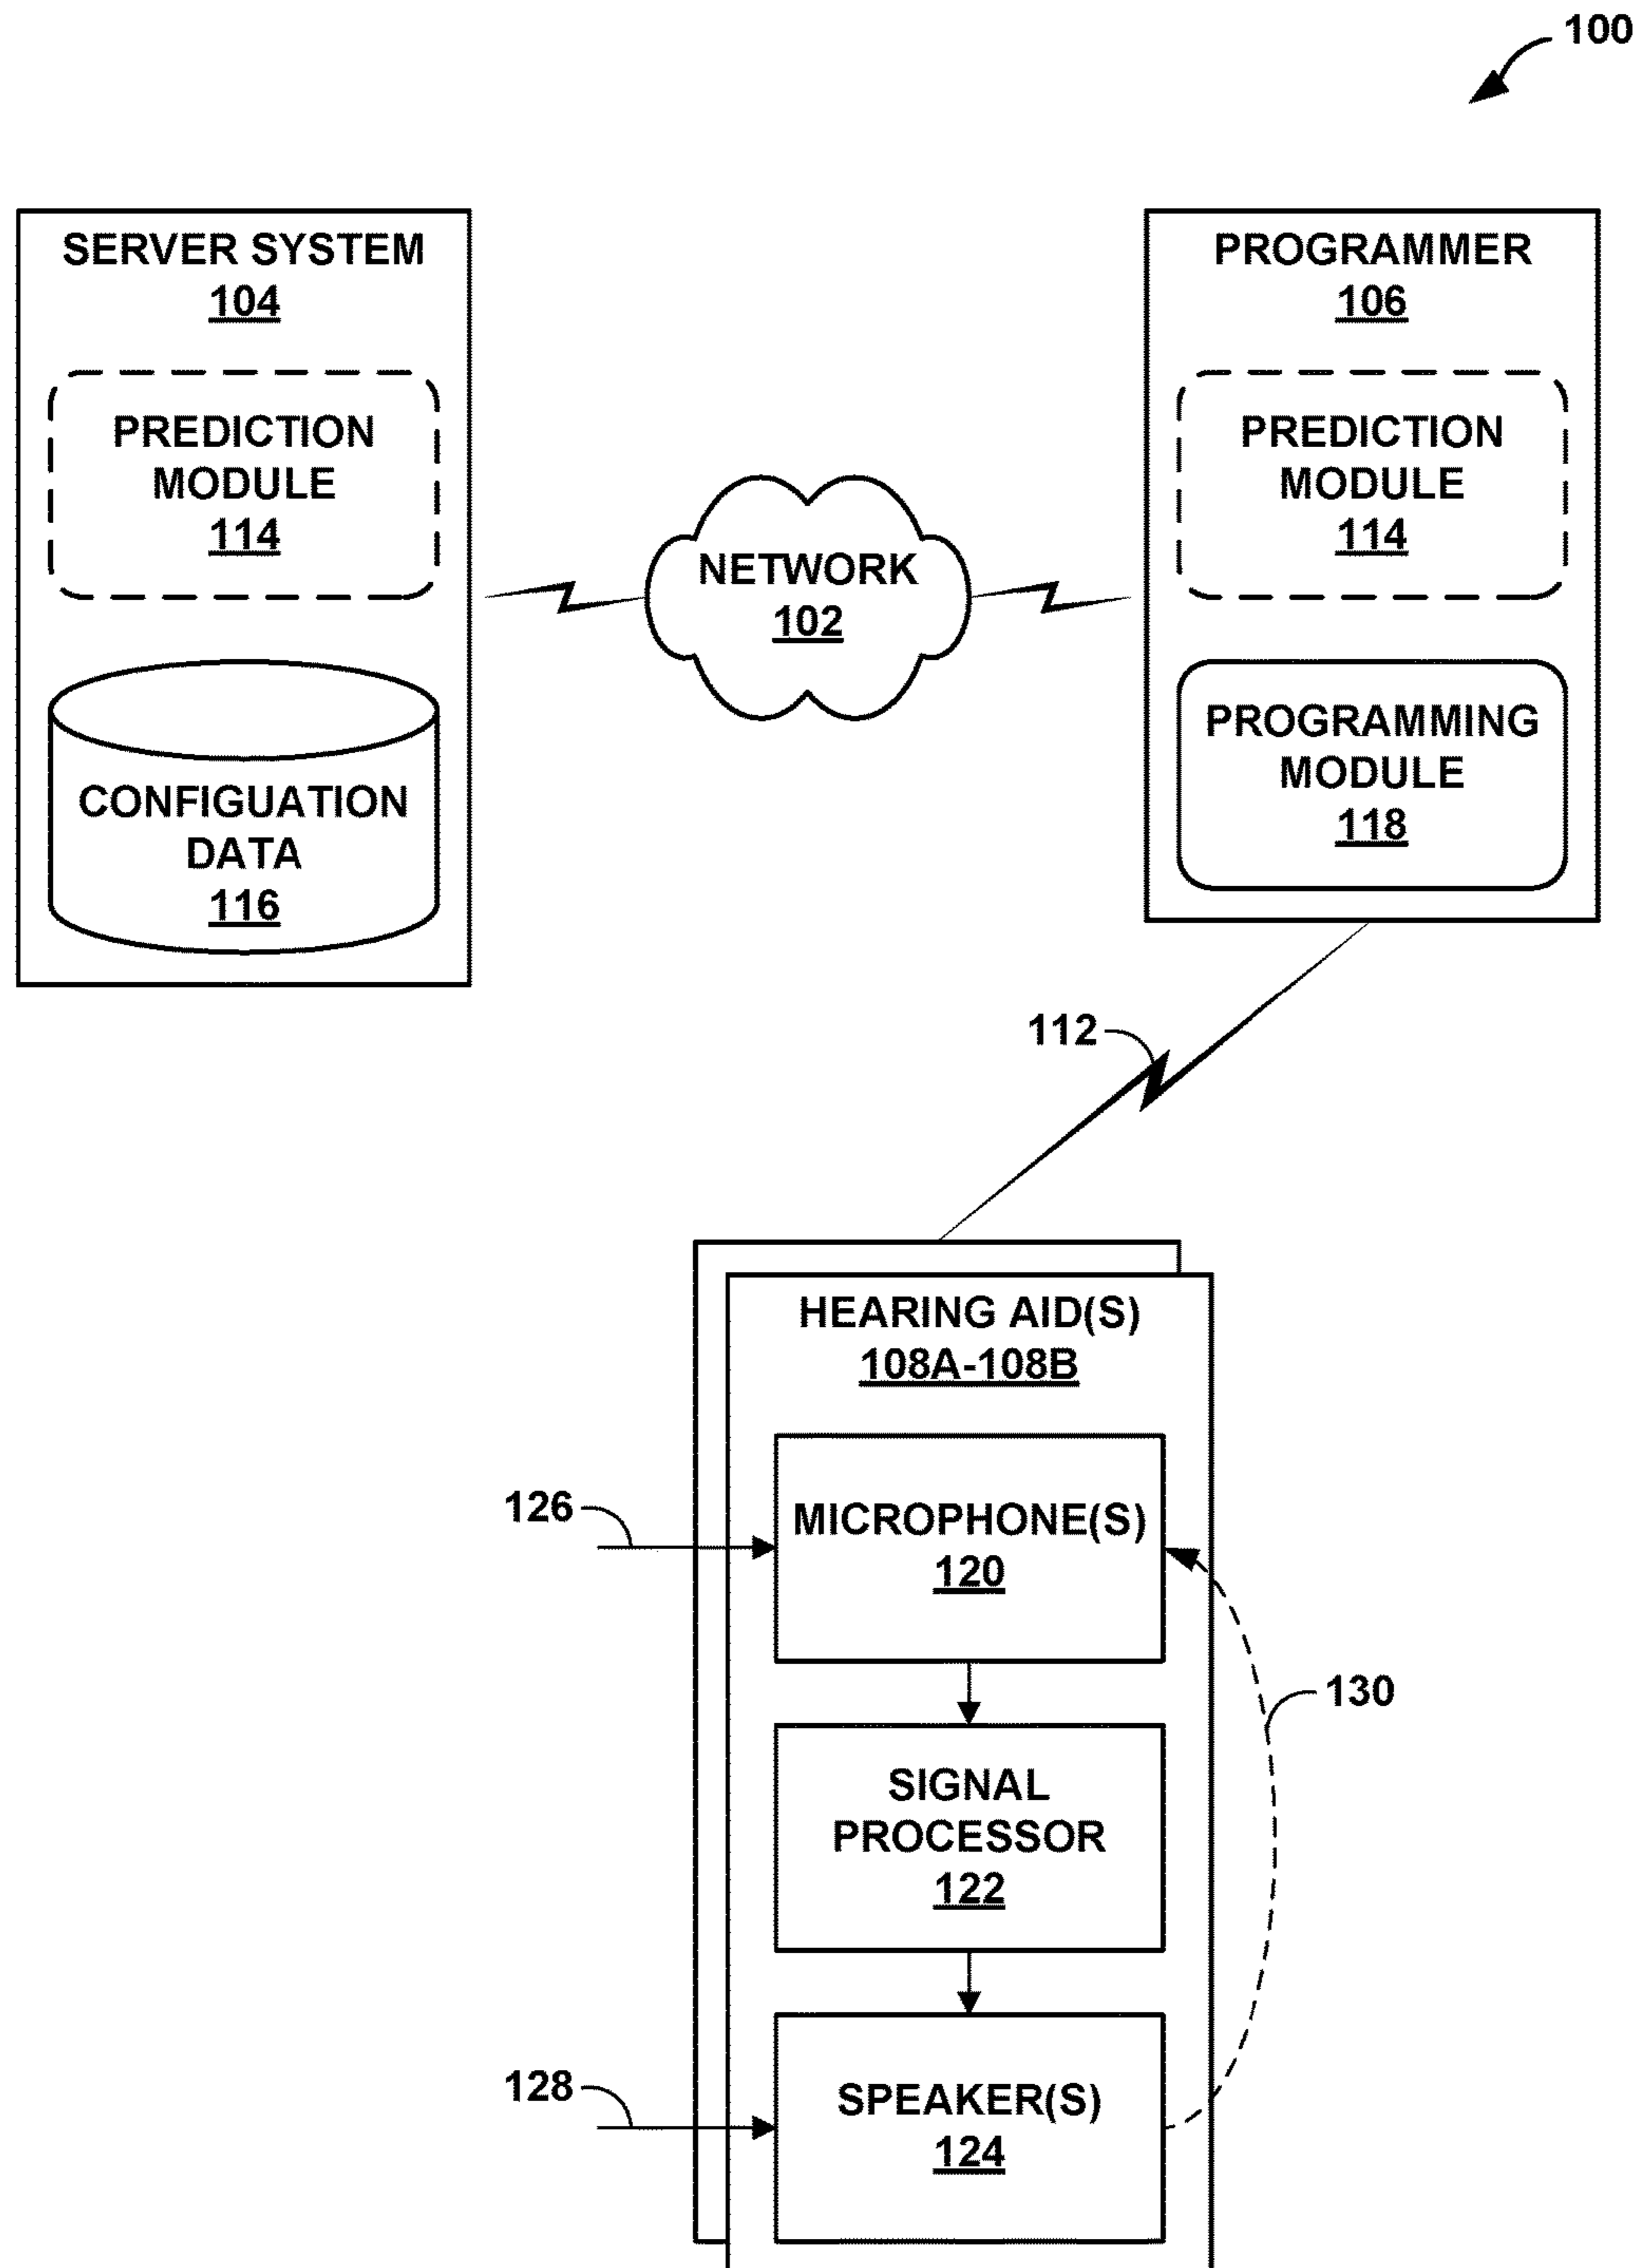 100
SERVER SYSTEM
104
PREDICTION
MODULE
114
CONFIGUATION
DATA
116
NETWORK
102
PROGRAMMER
106
PREDICTION
MODULE
114
PROGRAMMING
MODULE
118
112
HEARING AID(S)
108A-108B
126
MICROPHONE(S)
120
130
SIGNAL
PROCESSOR
122
128
SPEAKER(S)
124